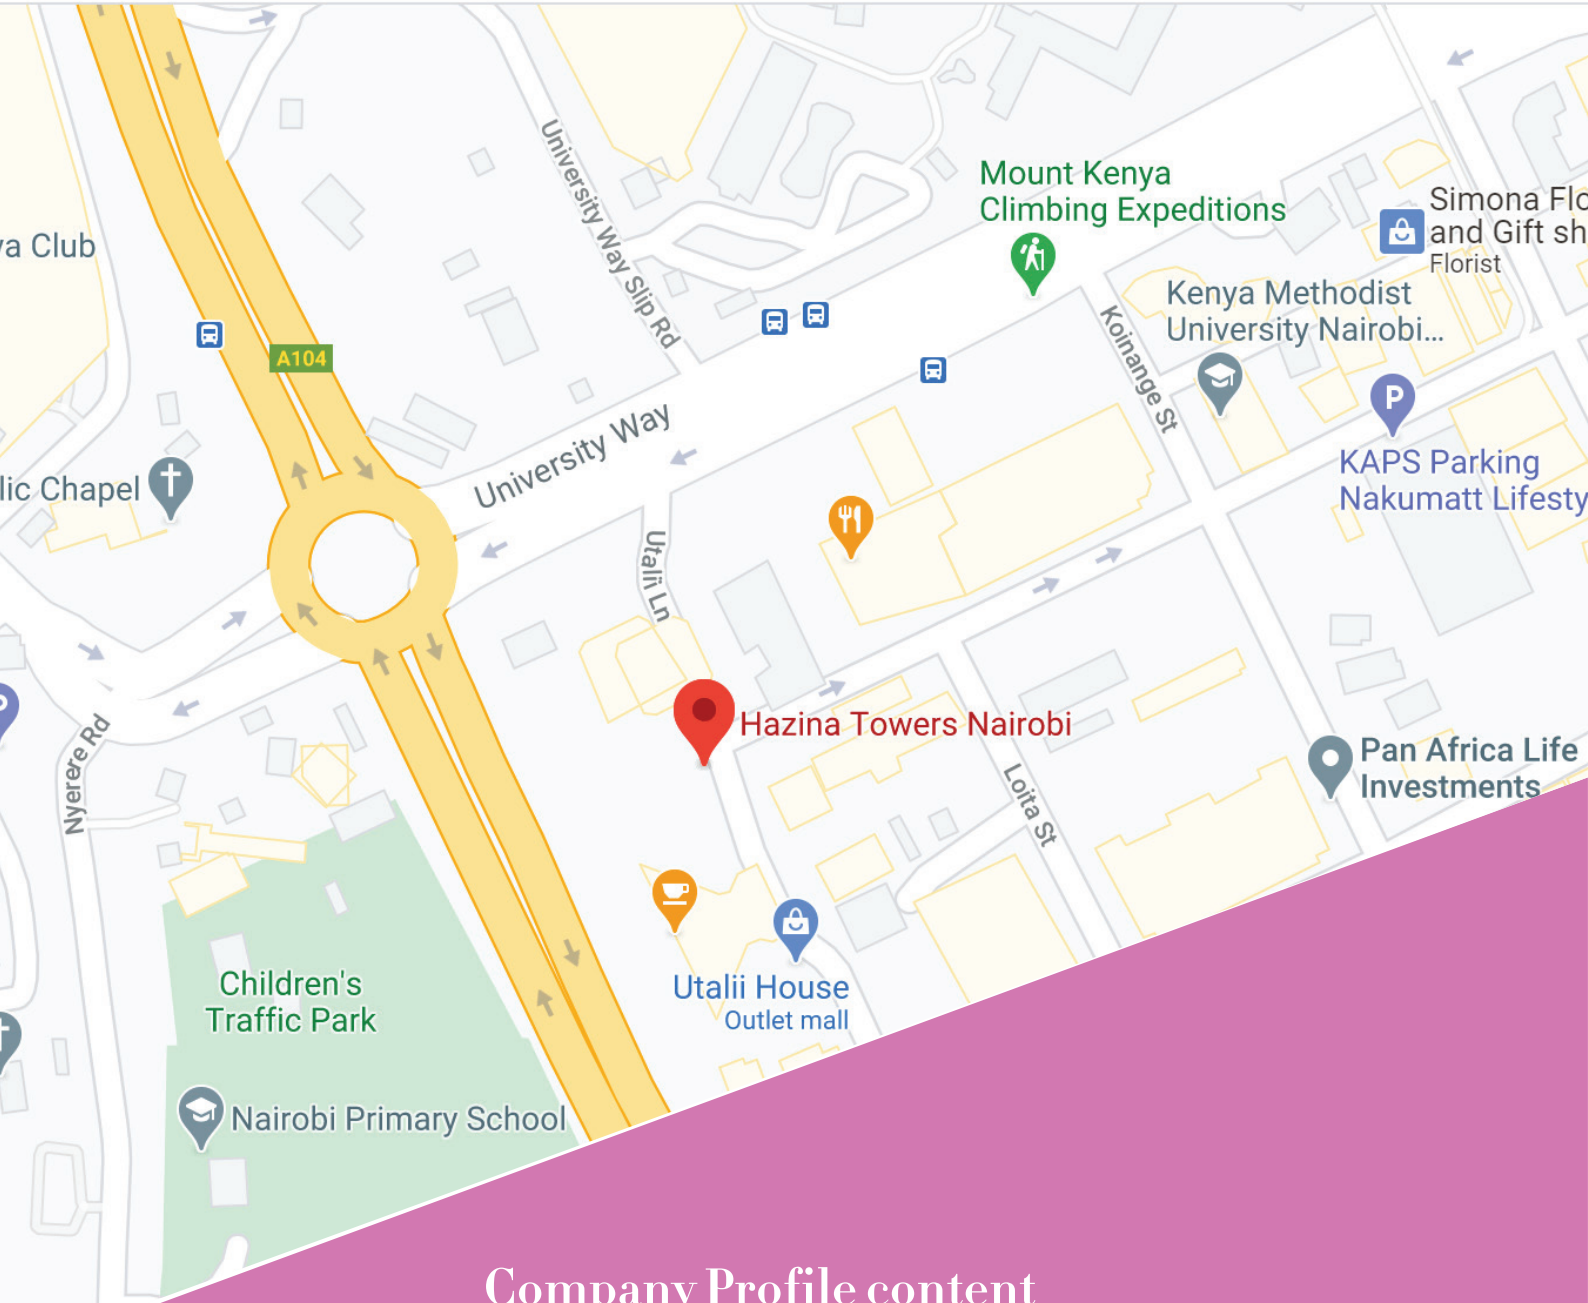 University Way Slip Rd
Mount Kenya
Climbing Expeditions
Simona Flo
and Gift sh
Florist
va Club
Kenya Methodist
University Nairobi...
Koinange St
A104
P
KAPS Parking
Nakumatt Lifesty
University Way
lic Chapel
Utalii Ln
Hazina Towers Nairobi
Nyerere Rd
Loita St
Pan Africa Life
Investments
Children's
Traffic Park
Utalii House
Outlet mall
Nairobi Primary School
Company Profile content